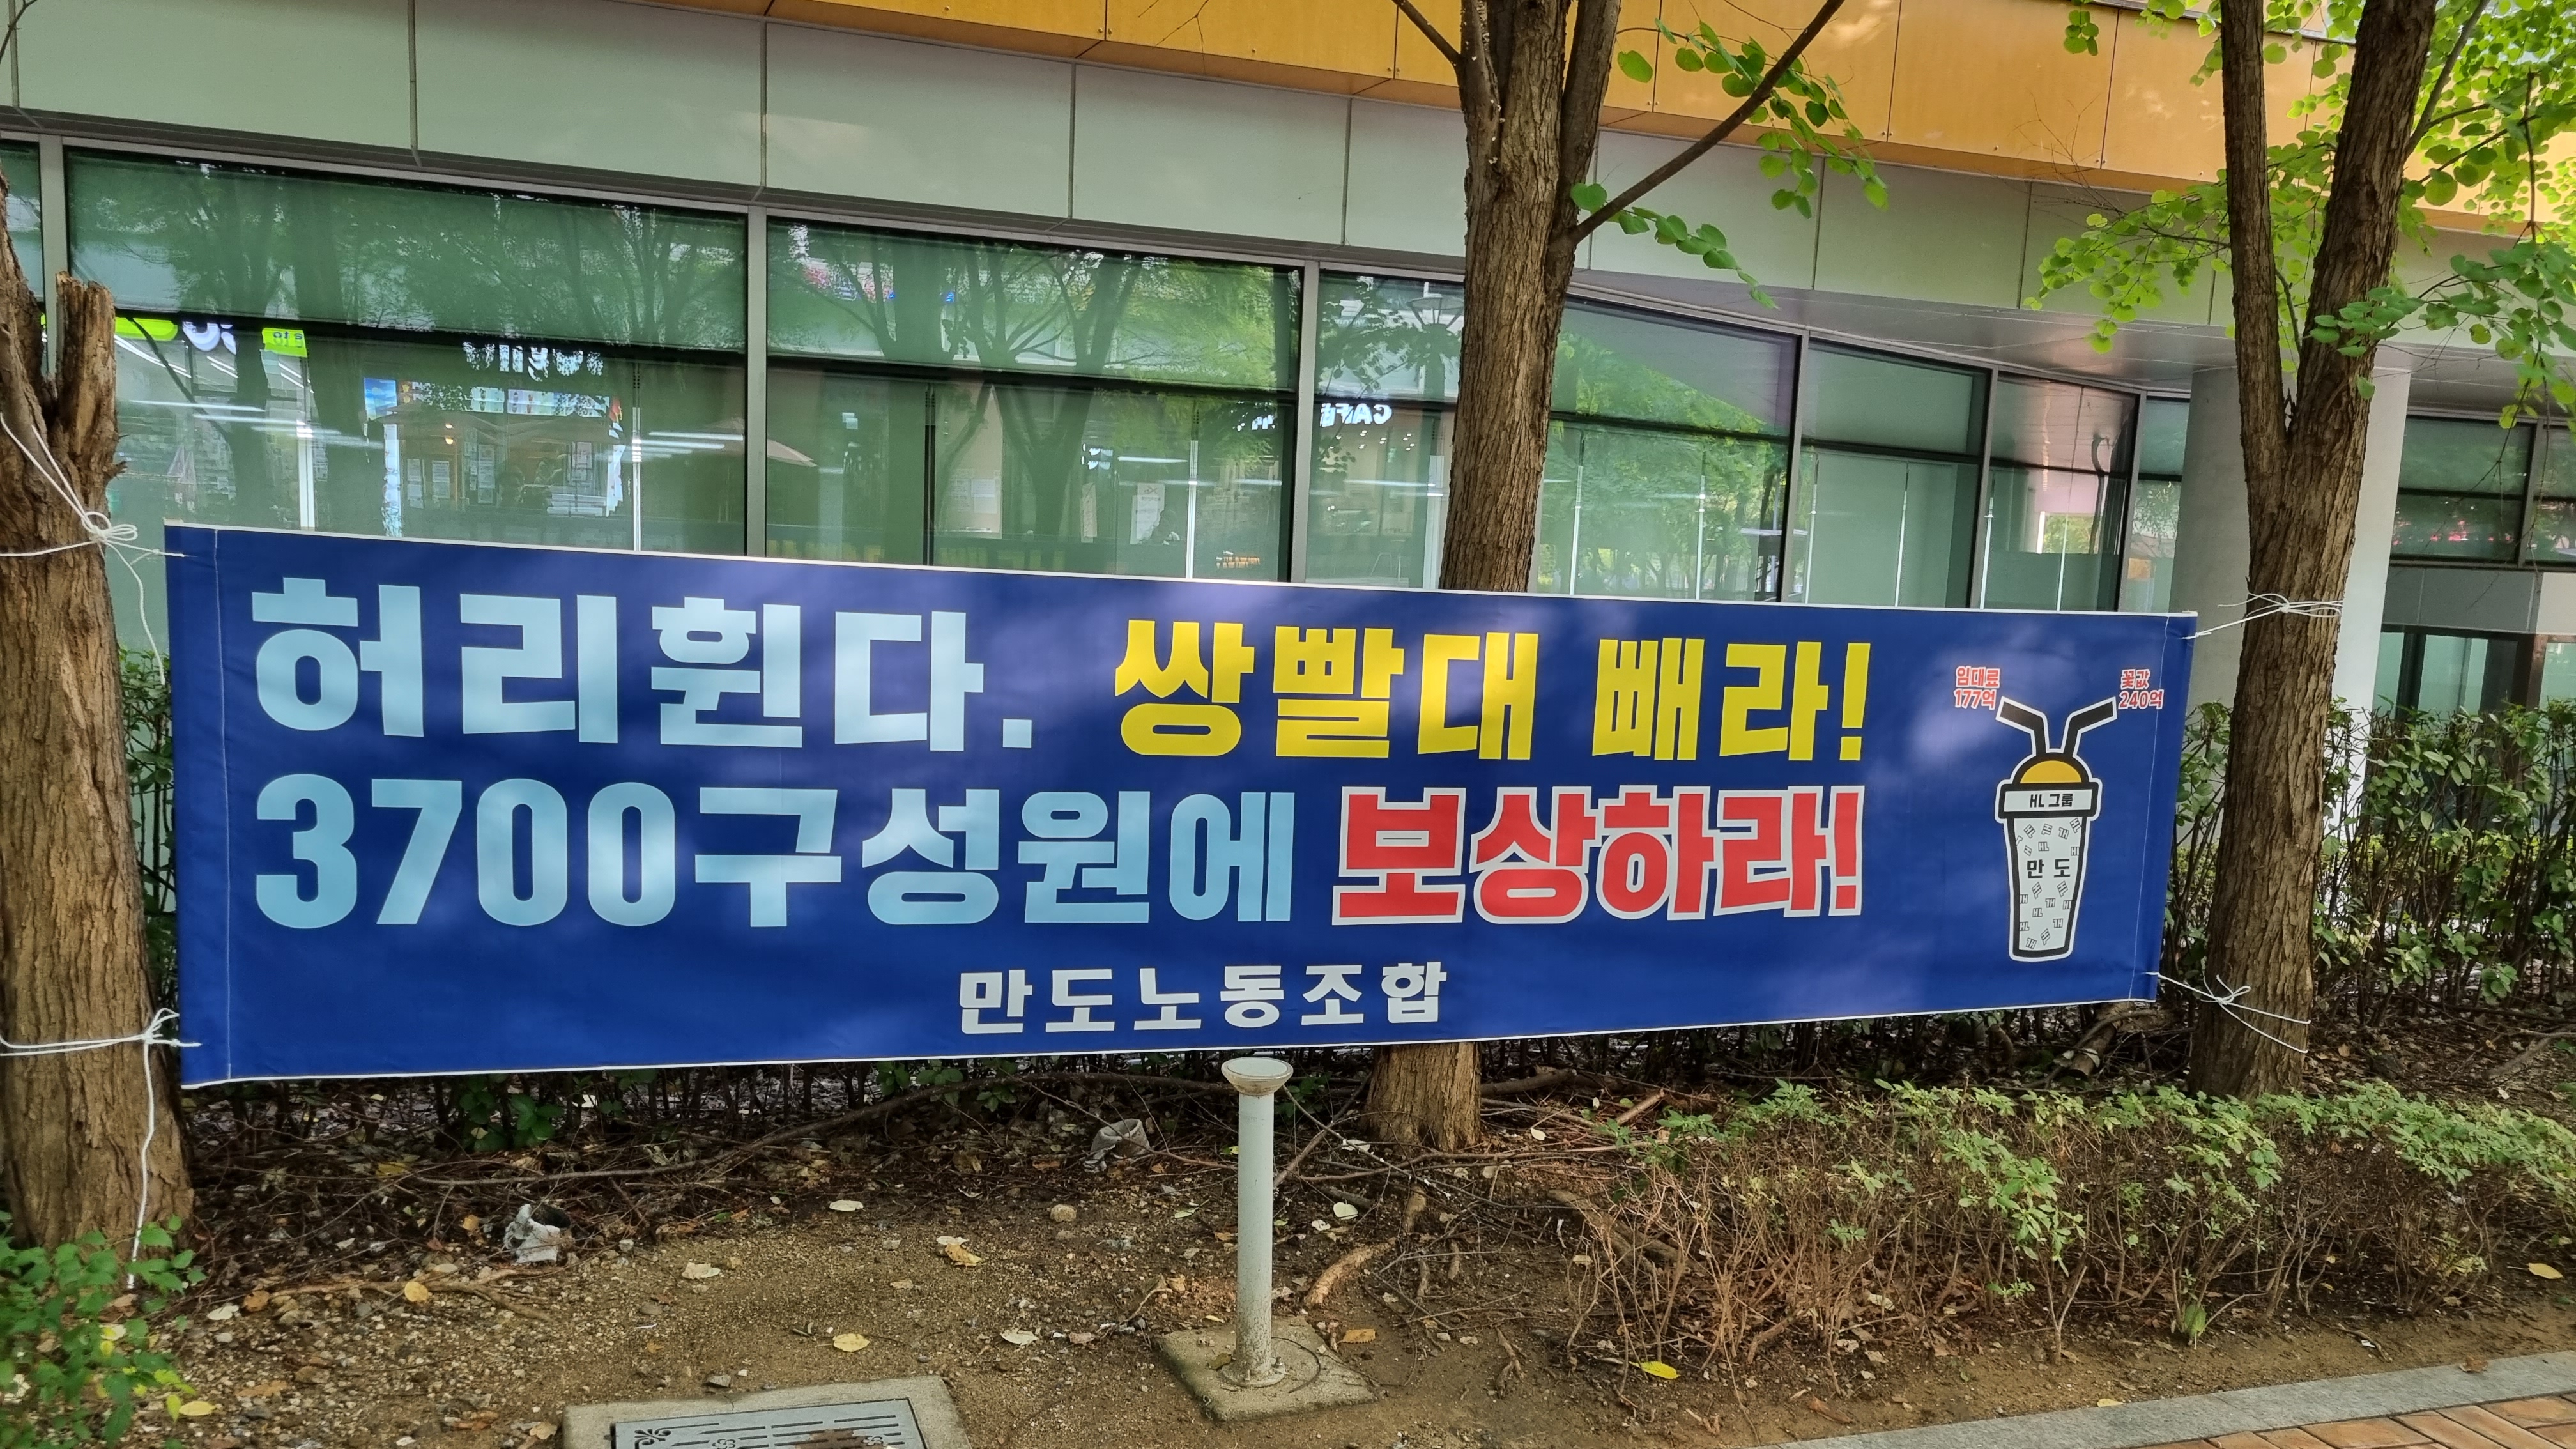 허리휜다. 쌍빨대 빼라!
3700구성원에 보상하라!
만도노동조합
임대료
177억
꽃값
240억
HL그룹
만도